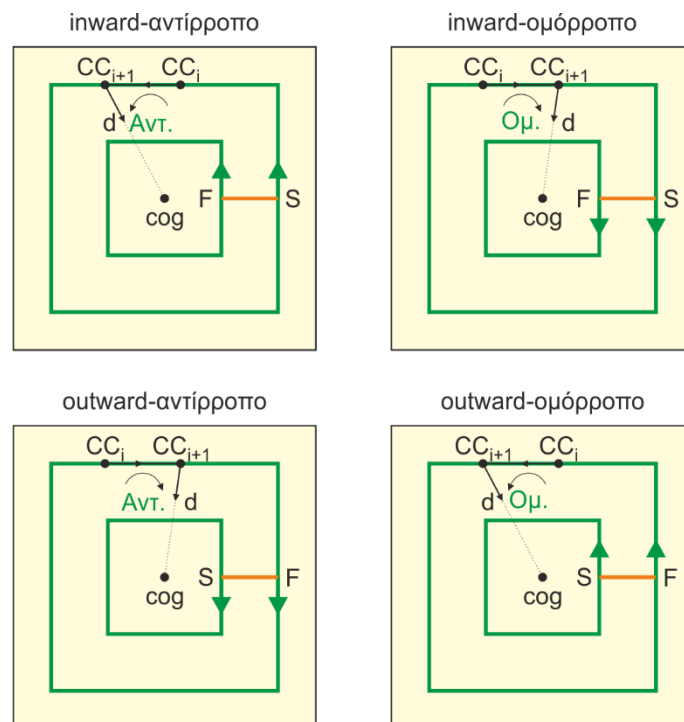 inward-αντίρροπο
CCi+1 CCi
d Αντ.
F S
cog
inward-ομόρροπο
CCi CCi+1
Ομ. d
F S
cog
outward-αντίρροπο
CCi CCi+1
Αντ. d
S F
cog
outward-ομόρροπο
CCi+1 CCi
d Ομ.
S F
cog